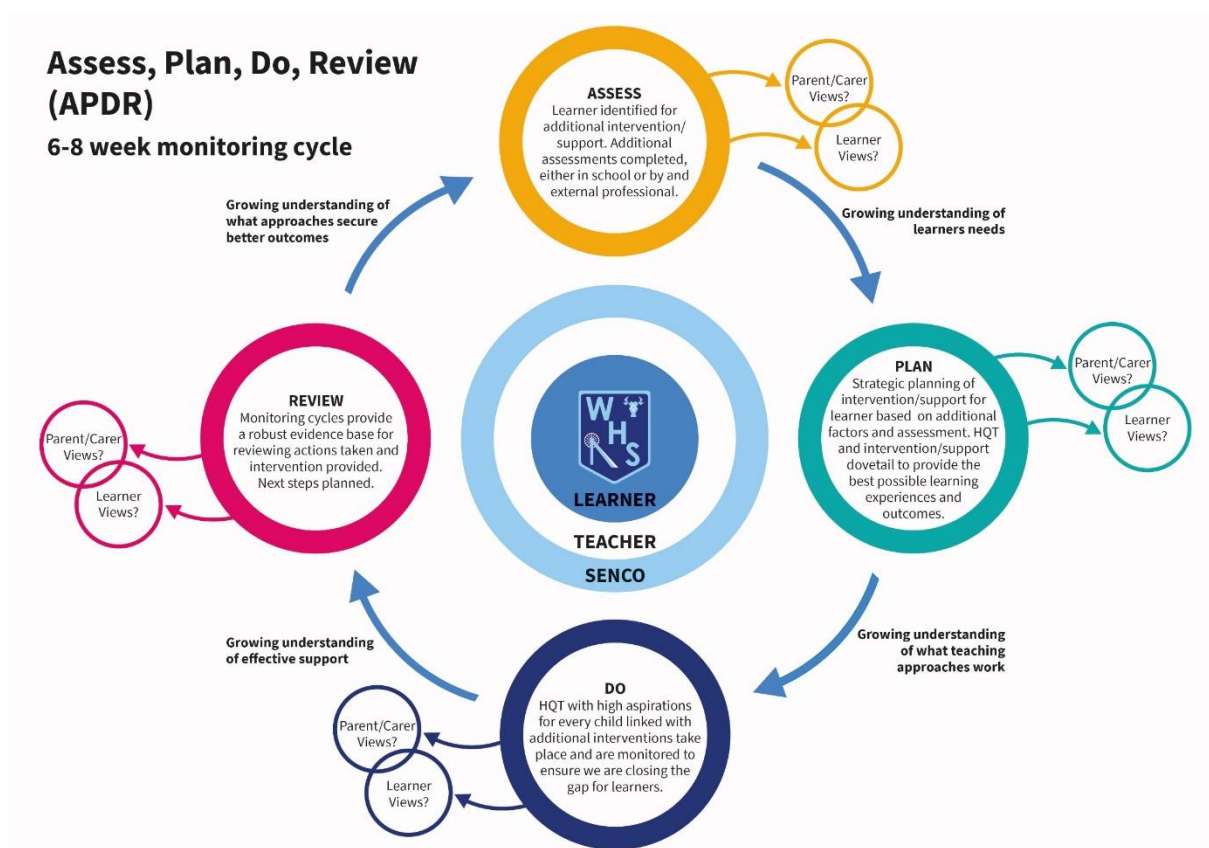 Assess, Plan, Do, Review
(APDR)
6-8 week monitoring cycle
ASSESS
Learner identified for
additional intervention/
support. Additional
assessments completed,
either in school or by and
external professional.
Parent/Carer
Views?
Learner
Views?
Growing understanding of
what approaches secure
better outcomes
Growing understanding of
learners needs
REVIEW
Monitoring cycles provide
a robust evidence base for
reviewing actions taken and
intervention provided.
Next steps planned.
Parent/Carer
Views?
Learner
Views?
W
H
S
LEARNER
TEACHER
SENCO
PLAN
Strategic planning of
intervention/support for
learner based on additional
factors and assessment. HQT
and intervention/support
dovetail to provide the
best possible learning
experiences and
outcomes.
Parent/Carer
Views?
Learner
Views?
Growing understanding
of effective support
Growing understanding
of what teaching
approaches work
DO
HQT with high aspirations
for every child linked with
additional interventions take
place and are monitored to
ensure we are closing the
gap for learners.
Parent/Carer
Views?
Learner
Views?